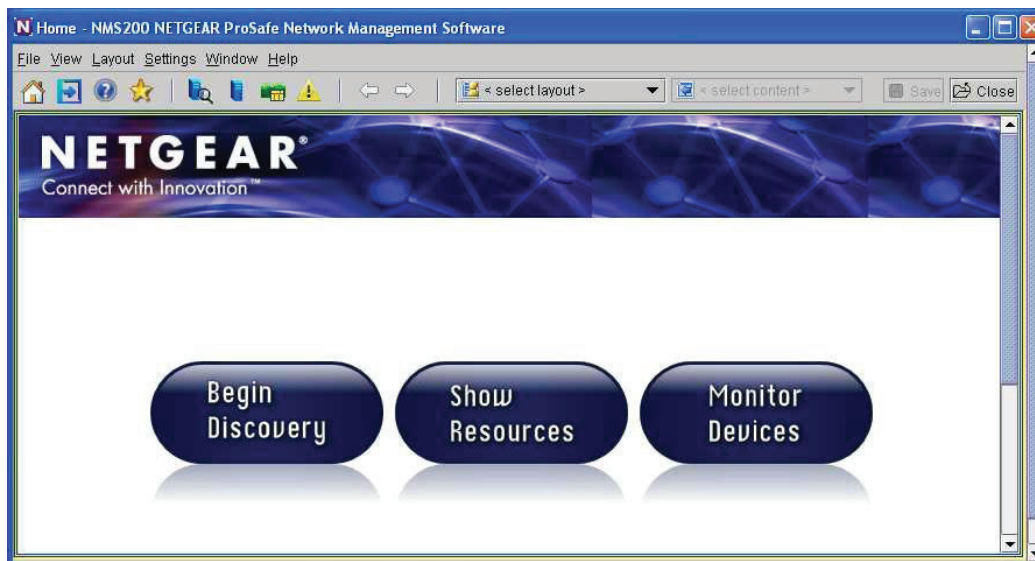 Home - NMS200 NETGEAR ProSafe Network Management Software
File View Layout Settings Window Help
< select layout > < select content > Save Close
NETGEAR®
Connect with Innovation™
Begin Discovery
Show Resources
Monitor Devices